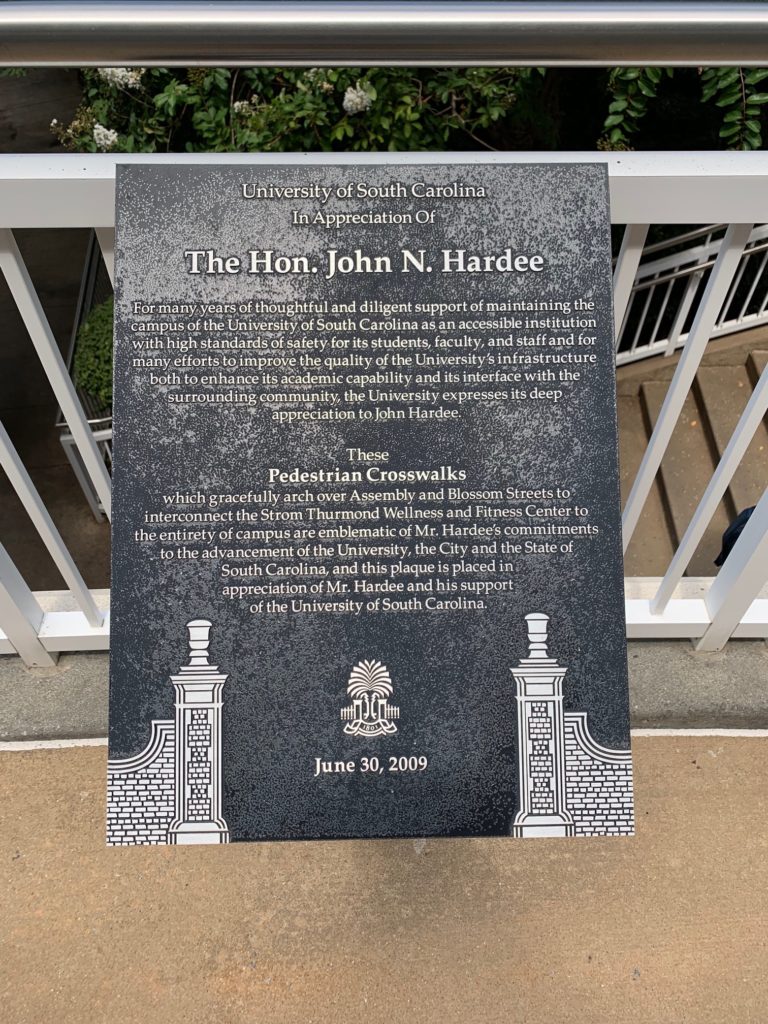 University of South Carolina
In Appreciation Of
The Hon. John N. Hardee
For many years of thoughtful and diligent support of maintaining the
campus of the University of South Carolina as an accessible institution
with high standards of safety for its students, faculty, and staff and for
many efforts to improve the quality of the University's infrastructure
both to enhance its academic capability and its interface with the
surrounding community, the University expresses its deep
appreciation to John Hardee.
These
Pedestrian Crosswalks
which gracefully arch over Assembly and Blossom Streets to
interconnect the Strom Thurmond Wellness and Fitness Center to
the entirety of campus are emblematic of Mr. Hardee's commitments
to the advancement of the University, the City and the State of
South Carolina, and this plaque is placed in
appreciation of Mr. Hardee and his support
of the University of South Carolina.
1801
June 30, 2009